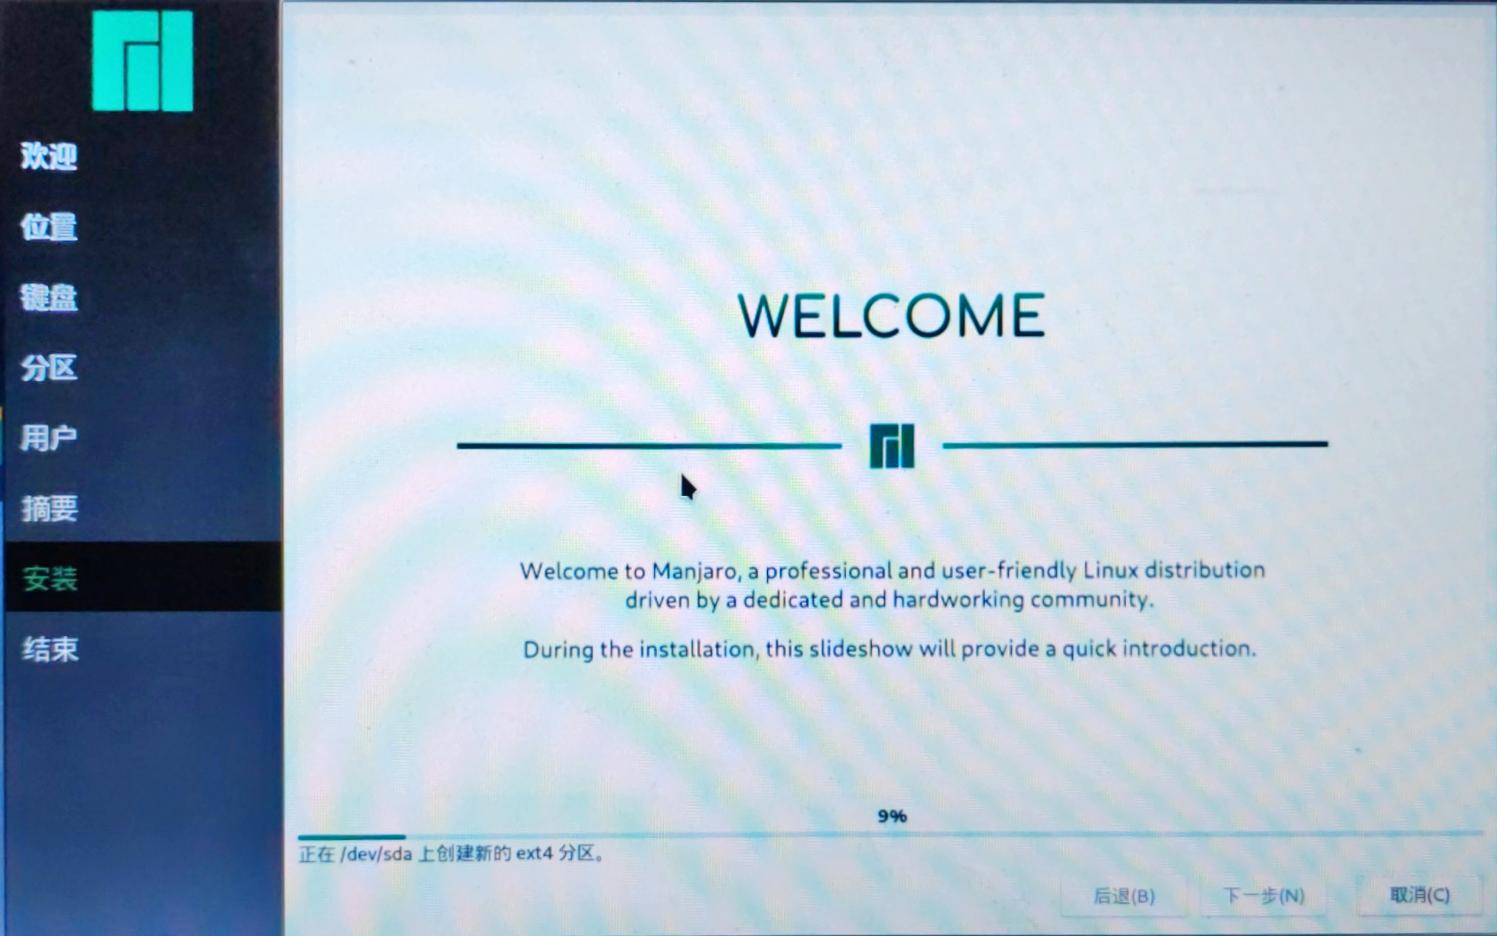 欢迎
位置
键盘
分区
用户
摘要
安装
结束
WELCOME
Welcome to Manjaro, a professional and user-friendly Linux distribution
driven by a dedicated and hardworking community.
During the installation, this slideshow will provide a quick introduction.
9%
正在 /dev/sda 上创建新的 ext4 分区。
后退(B)
下一步(N)
取消(C)